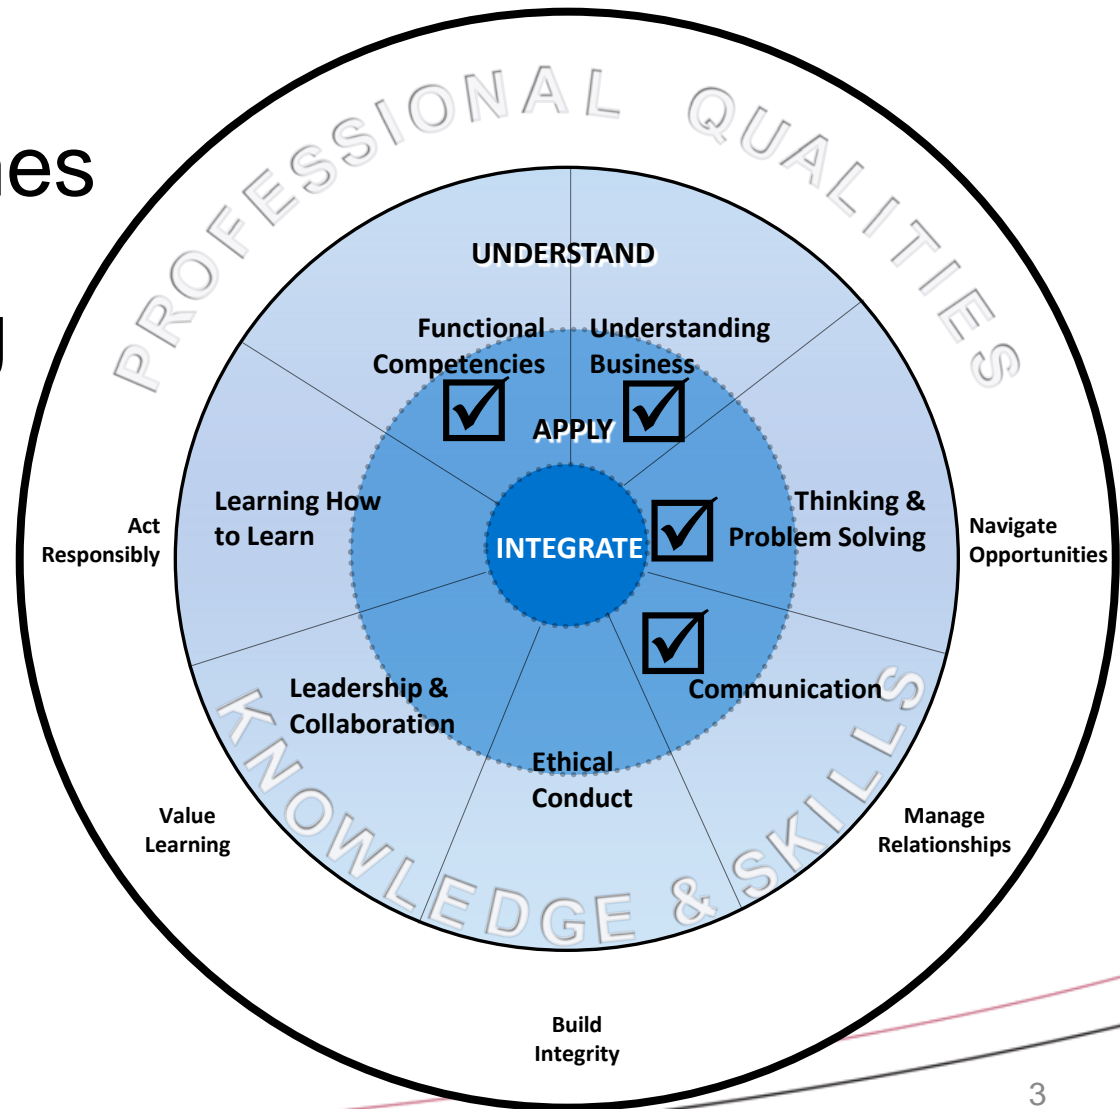 PROFESSIONAL QUALITIES
UNDERSTAND
Functional
Competencies
Understanding
Business
APPLY
Learning How
to Learn
INTEGRATE
Thinking &
Problem Solving
Act
Responsibly
Navigate
Opportunities
Leadership &
Collaboration
Communication
Ethical
Conduct
Value
Learning
Manage
Relationships
KNOWLEDGE & SKILLS
Build
Integrity
3